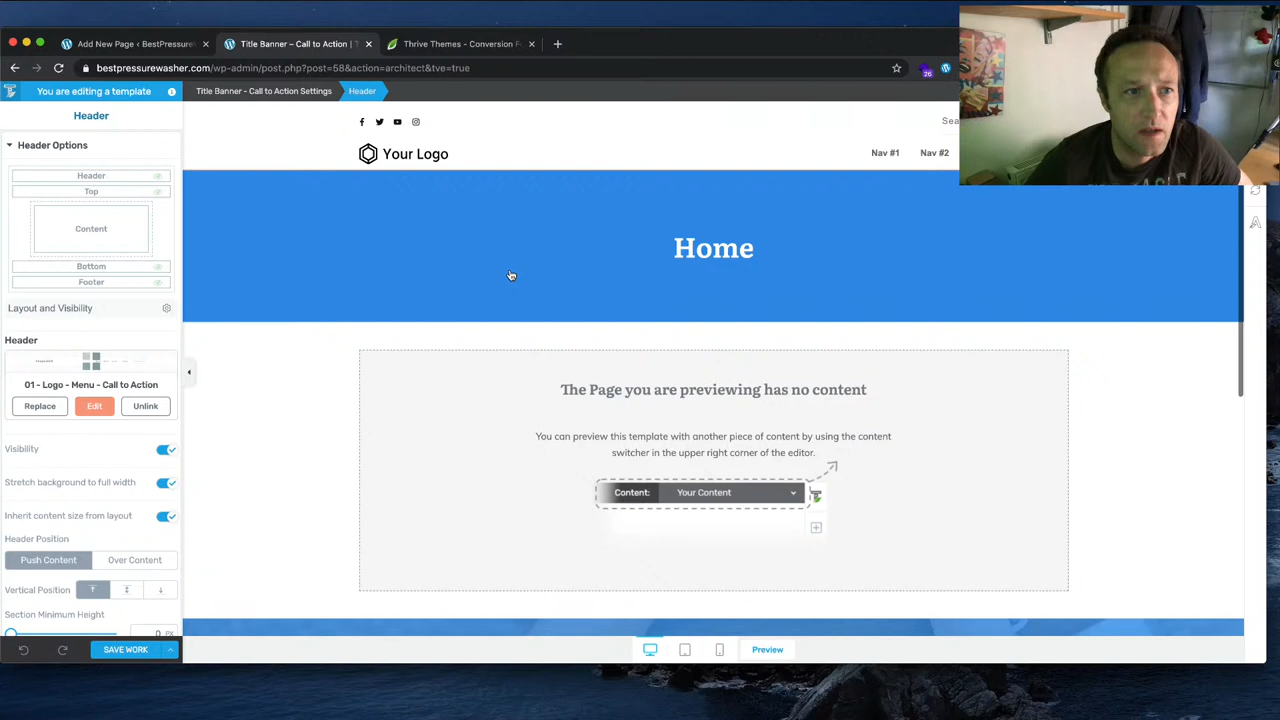 Add New Page ‹ BestPressureW
Title Banner – Call to Action | T
Thrive Themes - Conversion Fo
bestpressurewasher.com/wp-admin/post.php?post=58&action=architect&tve=true
26
You are editing a template
Title Banner - Call to Action Settings
Header
Header
Header Options
Header
Top
Content
Bottom
Footer
Layout and Visibility
Header
01 - Logo - Menu - Call to Action
Replace
Edit
Unlink
Visibility
Stretch background to full width
Inherit content size from layout
Header Position
Push Content
Over Content
Vertical Position
Section Minimum Height
0 PX
SAVE WORK
Sea
Your Logo
Nav #1
Nav #2
Home
The Page you are previewing has no content
You can preview this template with another piece of content by using the content
switcher in the upper right corner of the editor.
Content:
Your Content
Preview